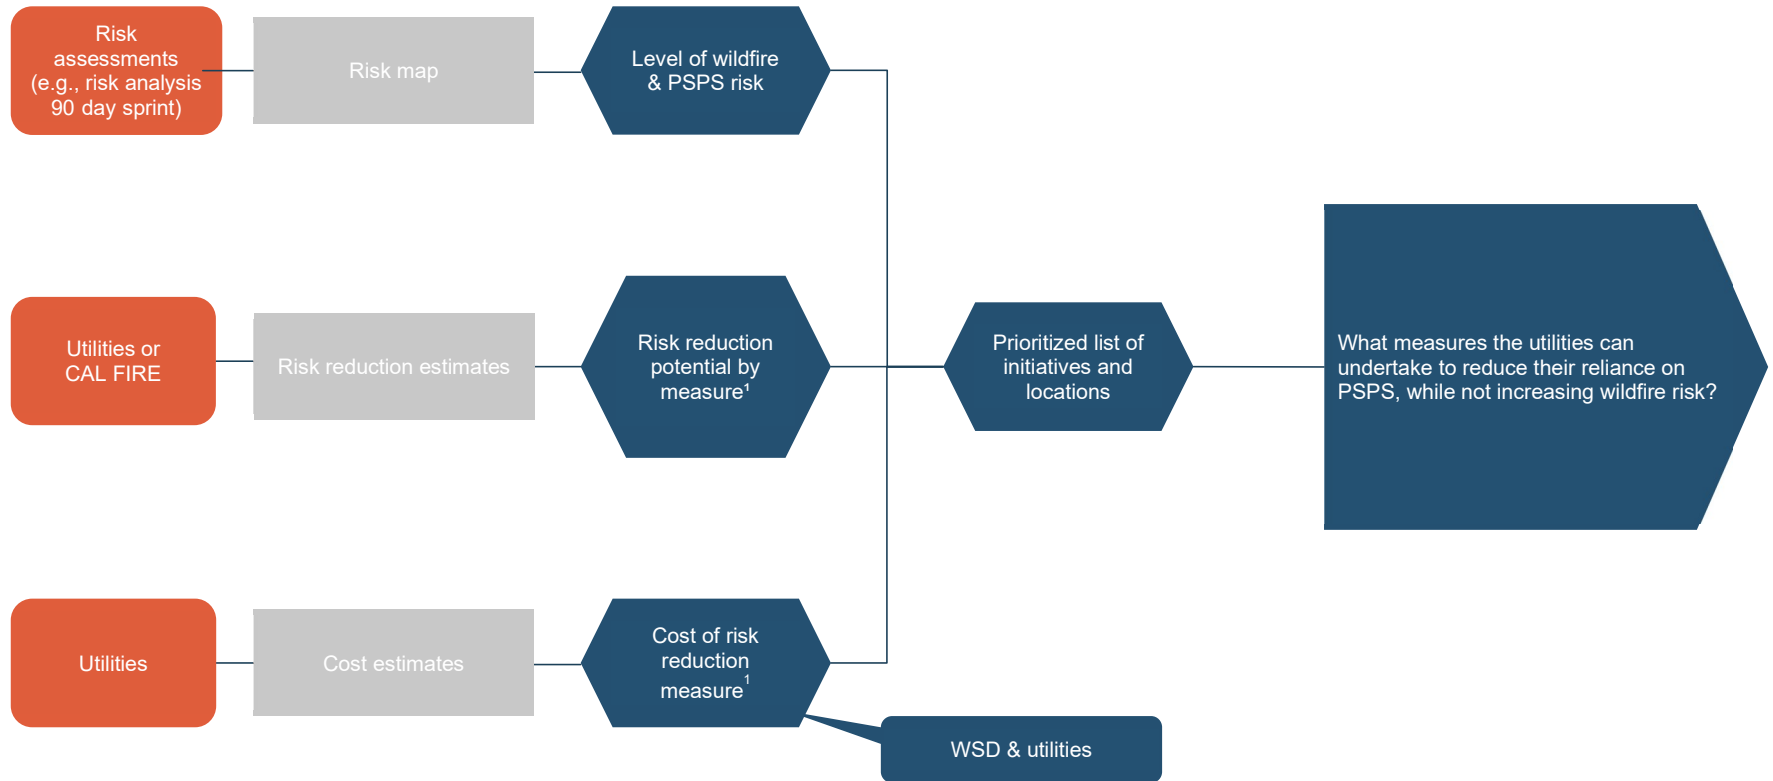 Risk
assessments
(e.g., risk analysis
90 day sprint)
Risk map
Level of wildfire
& PSPS risk
Utilities or
CAL FIRE
Risk reduction estimates
Risk reduction
potential by
measure¹
Prioritized list of
initiatives and
locations
What measures the utilities can
undertake to reduce their reliance on
PSPS, while not increasing wildfire risk?
Utilities
Cost estimates
Cost of risk
reduction
measure¹
WSD & utilities